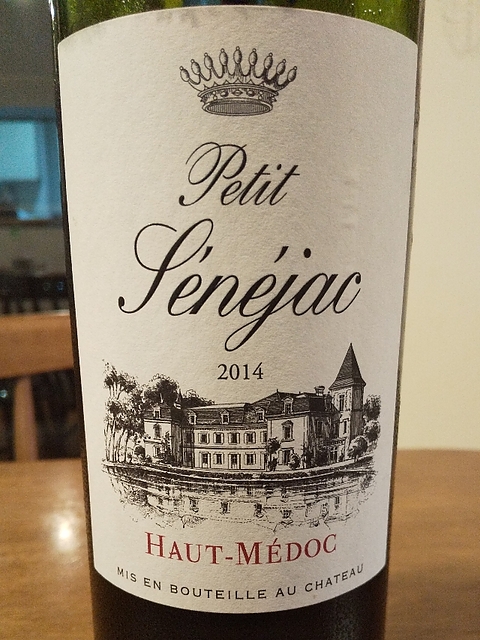 Petit
Sénéjac
2014
HAUT-MÉDOC
MIS EN BOUTEILLE AU CHATEAU